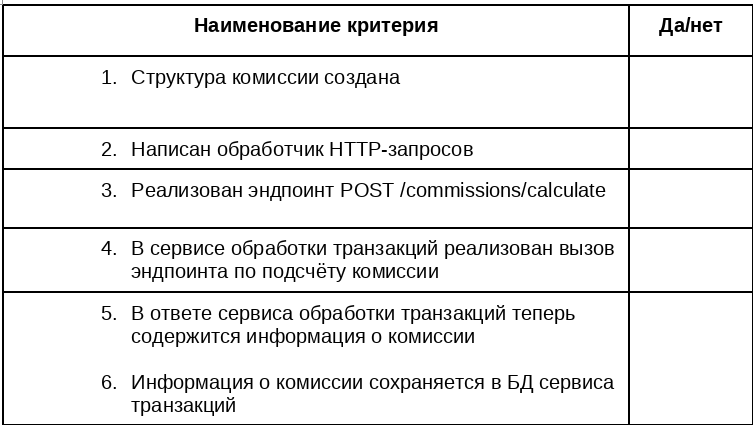 Наименование критерия Да/нет
1. Структура комиссии создана
2. Написан обработчик HTTP-запросов
3. Реализован эндпоинт POST /commissions/calculate
4. В сервисе обработки транзакций реализован вызов
эндпоинта по подсчёту комиссии
5. В ответе сервиса обработки транзакций теперь
содержится информация о комиссии
6. Информация о комиссии сохраняется в БД сервиса
транзакций